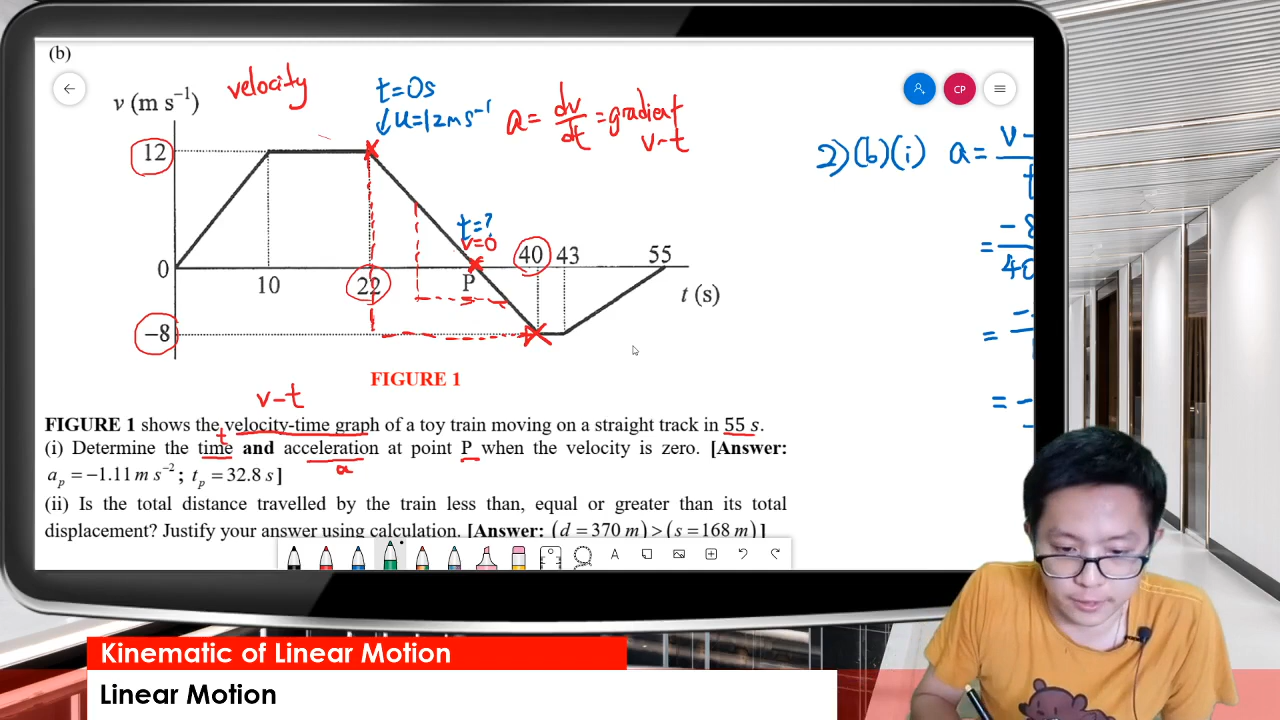 (b)
velocity
t=0s
v (m s⁻¹)
↓ u=12ms⁻¹
a = dv/dt = gradient
v-t
CP
2)(b)(i) a = v-
t
12
= -8
40
t=?
v=0
0
10
22
P
40
43
55
t (s)
-8
FIGURE 1
= -
= -
v-t
FIGURE 1 shows the velocity-time graph of a toy train moving on a straight track in 55 s.
t
(i) Determine the time and acceleration at point P when the velocity is zero. [Answer:
a
aₚ = −1.11 m s⁻²; tₚ = 32.8 s]
(ii) Is the total distance travelled by the train less than, equal or greater than its total
displacement? Justify your answer using calculation. [Answer: (d = 370 m) > (s = 168 m)]
A
Kinematic of Linear Motion
Linear Motion